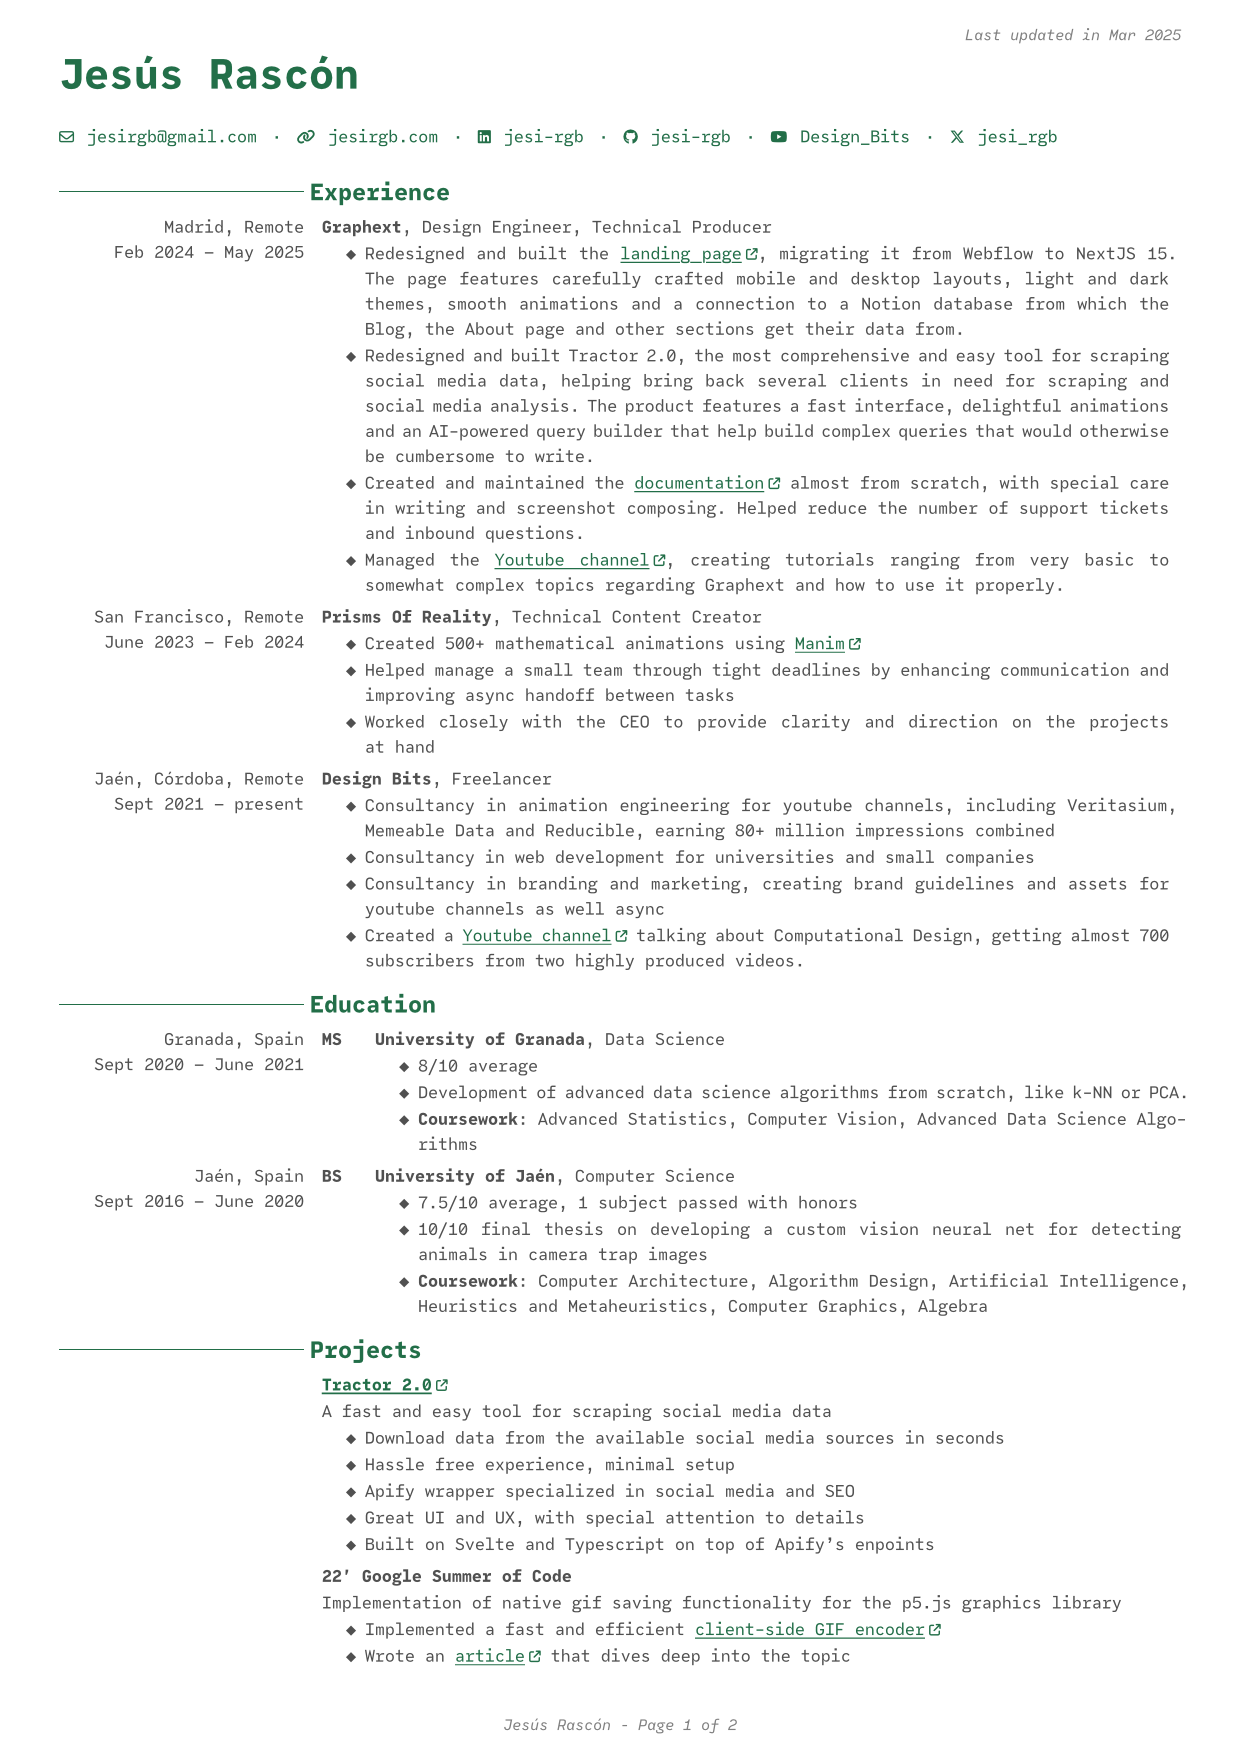 Last updated in Mar 2025
Jesús Rascón
jesirgb@gmail.com · jesirgb.com · jesi-rgb · jesi-rgb · Design_Bits · jesi_rgb
Experience
Madrid, Remote
Feb 2024 – May 2025
Graphext, Design Engineer, Technical Producer
◆ Redesigned and built the landing page, migrating it from Webflow to NextJS 15.
The page features carefully crafted mobile and desktop layouts, light and dark
themes, smooth animations and a connection to a Notion database from which the
Blog, the About page and other sections get their data from.
◆ Redesigned and built Tractor 2.0, the most comprehensive and easy tool for scraping
social media data, helping bring back several clients in need for scraping and
social media analysis. The product features a fast interface, delightful animations
and an AI-powered query builder that help build complex queries that would otherwise
be cumbersome to write.
◆ Created and maintained the documentation almost from scratch, with special care
in writing and screenshot composing. Helped reduce the number of support tickets
and inbound questions.
◆ Managed the Youtube channel, creating tutorials ranging from very basic to
somewhat complex topics regarding Graphext and how to use it properly.
San Francisco, Remote
June 2023 – Feb 2024
Prisms Of Reality, Technical Content Creator
◆ Created 500+ mathematical animations using Manim
◆ Helped manage a small team through tight deadlines by enhancing communication and
improving async handoff between tasks
◆ Worked closely with the CEO to provide clarity and direction on the projects
at hand
Jaén, Córdoba, Remote
Sept 2021 – present
Design Bits, Freelancer
◆ Consultancy in animation engineering for youtube channels, including Veritasium,
Memeable Data and Reducible, earning 80+ million impressions combined
◆ Consultancy in web development for universities and small companies
◆ Consultancy in branding and marketing, creating brand guidelines and assets for
youtube channels as well async
◆ Created a Youtube channel talking about Computational Design, getting almost 700
subscribers from two highly produced videos.
Education
Granada, Spain
Sept 2020 – June 2021
MS University of Granada, Data Science
◆ 8/10 average
◆ Development of advanced data science algorithms from scratch, like k-NN or PCA.
◆ Coursework: Advanced Statistics, Computer Vision, Advanced Data Science Algo-
rithms
Jaén, Spain
Sept 2016 – June 2020
BS University of Jaén, Computer Science
◆ 7.5/10 average, 1 subject passed with honors
◆ 10/10 final thesis on developing a custom vision neural net for detecting
animals in camera trap images
◆ Coursework: Computer Architecture, Algorithm Design, Artificial Intelligence,
Heuristics and Metaheuristics, Computer Graphics, Algebra
Projects
Tractor 2.0
A fast and easy tool for scraping social media data
◆ Download data from the available social media sources in seconds
◆ Hassle free experience, minimal setup
◆ Apify wrapper specialized in social media and SEO
◆ Great UI and UX, with special attention to details
◆ Built on Svelte and Typescript on top of Apify’s enpoints
22′ Google Summer of Code
Implementation of native gif saving functionality for the p5.js graphics library
◆ Implemented a fast and efficient client-side GIF encoder
◆ Wrote an article that dives deep into the topic
Jesús Rascón - Page 1 of 2